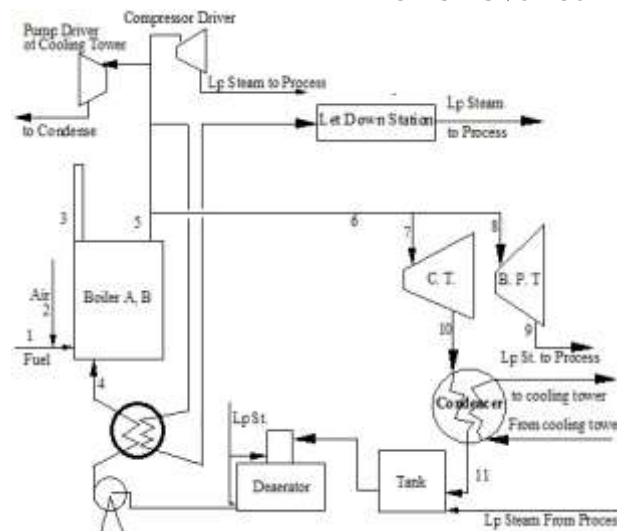 Compressor Driver
Pump Driver
of Cooling Tower
Lp Steam to Process
to Condense
Let Down Station
Lp Steam
to Process
3
5
6
7
8
Air
2
Boiler A, B
C. T.
B. P. T
1
Fuel
4
10
9
Lp St. to Process
to cooling tower
Condencer
From cooling towe
Lp St.
Deaerator
Tank
11
Lp Steam From Proces